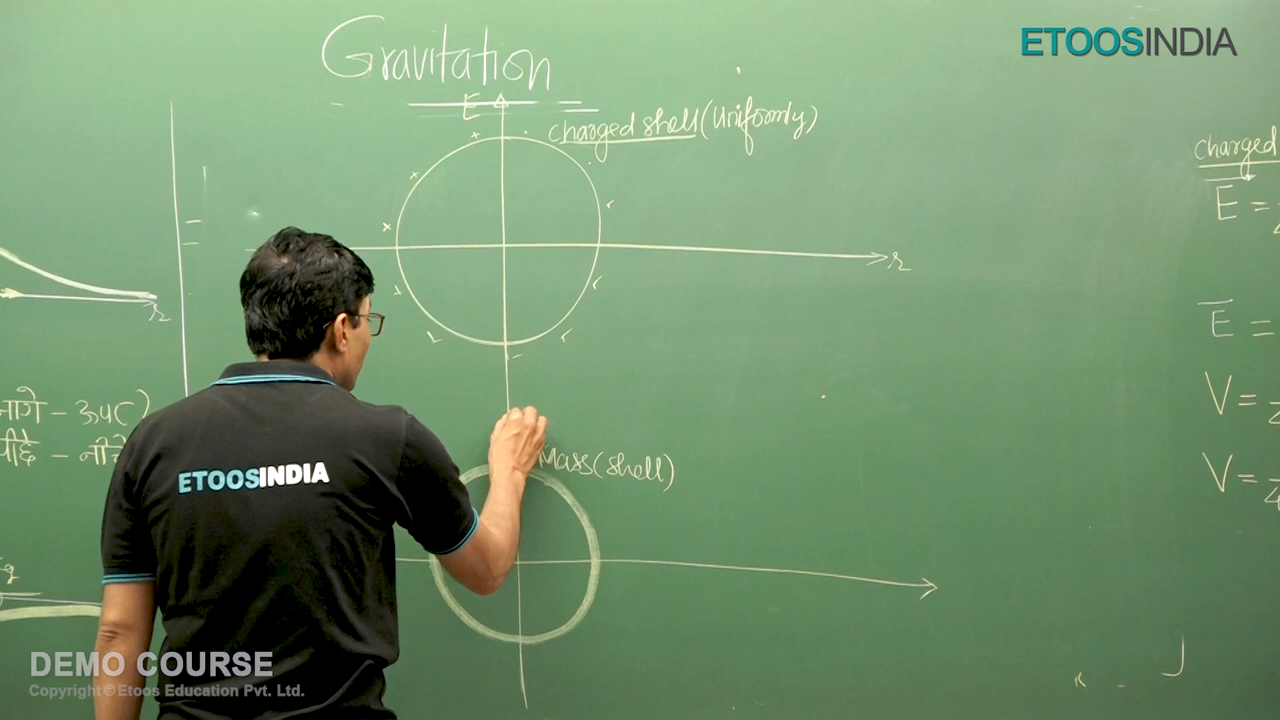 Gravitation
ETOOSINDIA
E
charged shell (Uniformly)
charged
E =
r
r
E =
V =
V =
Mass (shell)
ETOOSINDIA
DEMO COURSE
Copyright © Etoos Education Pvt. Ltd.